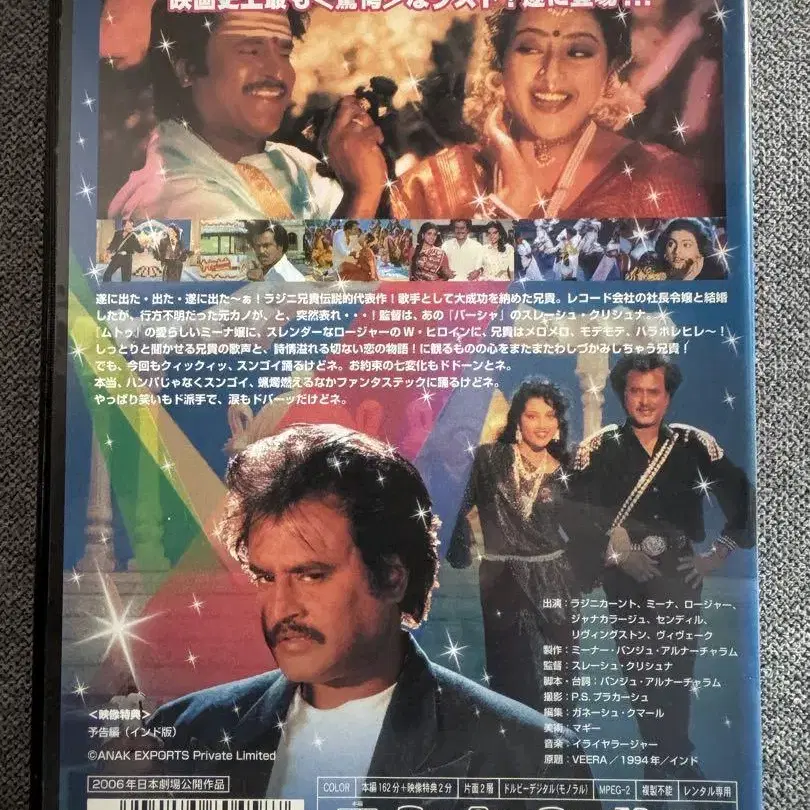 映画史上最も＜驚愕＞なラスト！遂に登場！！！
遂に出た・出た・遂に出た～ぁ！ラジニ兄貴伝説的代表作！歌手として大成功を納めた兄貴。レコード会社の社長令嬢と結婚
したが、行方不明だった元カノが、と、突然表れ・・・！監督は、あの『バーシャ』のスレーシュ・クリシュナ。
『ムトゥ』の愛らしいミーナ嬢に、スレンダーなロージャーのW・ヒロインに、兄貴はメロメロ、モデモテ、ハラホレヒレ～！
しっとりと聞かせる兄貴の歌声と、詩情溢れる切ない恋の物語！に観るものの心をまたまたわしづかみしちゃう兄貴！
でも、今回もクィックィッ、スンゴイ踊るけどネ。お約束の七変化もドドーンとネ。
本当、ハンパじゃなくスンゴイ、蝋燭燃えるなかファンタステックに踊るけどネ。
やっぱり笑いもド派手で、涙もドバーッだけどネ。
出演：ラジニカーント、ミーナ、ロージャー、
ジャナカラージュ、センディル、
リヴィングストン、ヴィヴェーク
製作：ミーナー・パンジュ・アルナーチャラム
監督：スレーシュ・クリシュナ
脚本・台詞：パンジュ・アルナーチャラム
撮影：P.S.プラカーシュ
編集：ガネーシュ・クマール
美術：マギー
音楽：イライヤラージャー
原題：VEERA／1994年／インド
＜映像特典＞
予告編（インド版）
©ANAK EXPORTS Private Limited
2006年日本劇場公開作品
COLOR 本編162分＋映像特典2分 片面2層 ドルビーデジタル（モノラル） MPEG-2 複製不能 レンタル専用